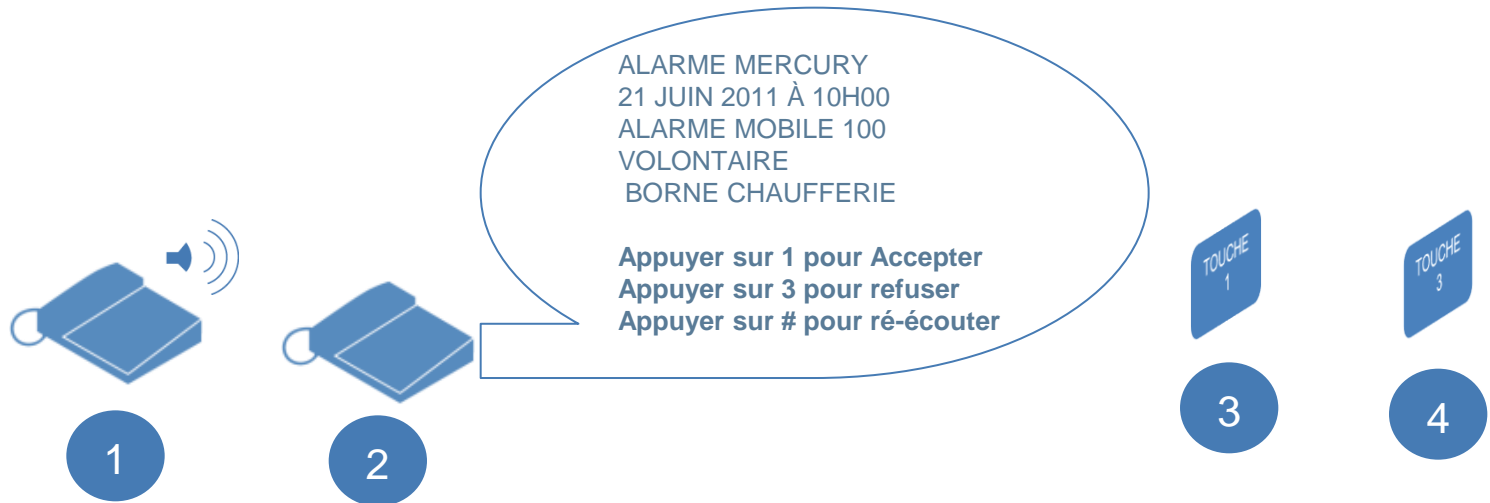 ALARME MERCURY
21 JUIN 2011 À 10H00
ALARME MOBILE 100
VOLONTAIRE
BORNE CHAUFFERIE
Appuyer sur 1 pour Accepter
Appuyer sur 3 pour refuser
Appuyer sur # pour ré-écouter
TOUCHE
1
TOUCHE
3
1
2
3
4